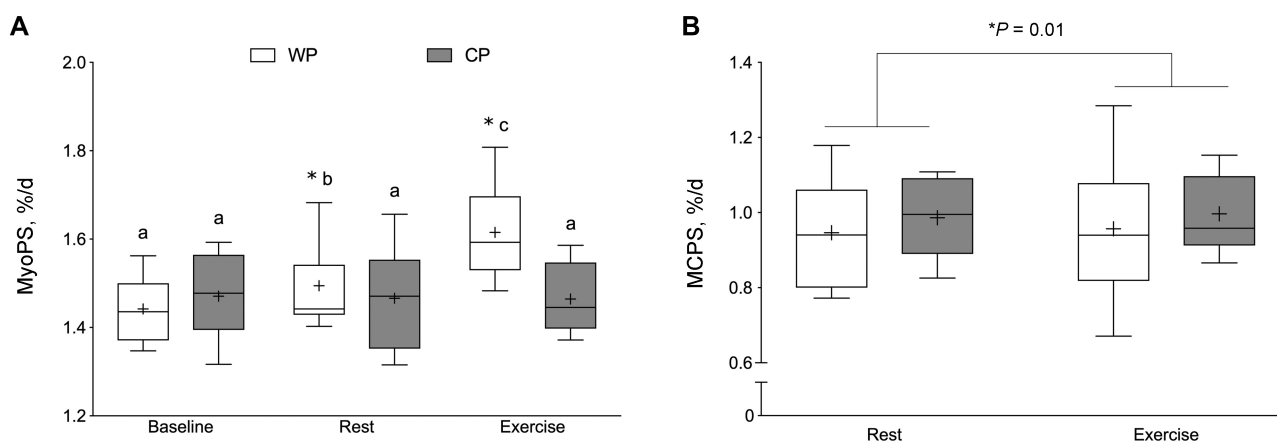 A
WP
CP
MyoPS, %/d
2.0
1.8
1.6
1.4
1.2
a
a
* b
a
* c
a
Baseline
Rest
Exercise
B
*P = 0.01
MCPS, %/d
1.4
1.2
1.0
0.8
0.6
0
Rest
Exercise